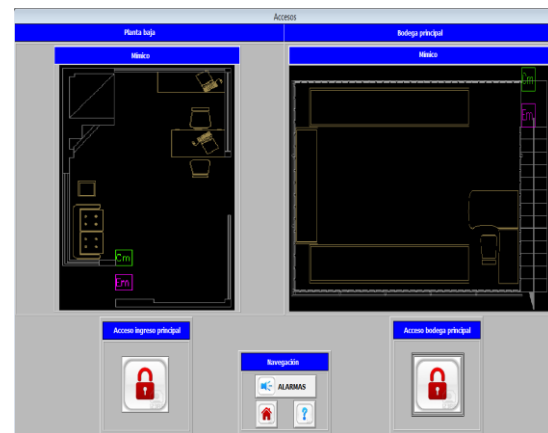 Accesos
Planta baja
Bodega principal
Mímico
Mímico
Cm
Em
Cm
Em
Acceso ingreso principal
Acceso bodega principal
Navegación
ALARMAS
?